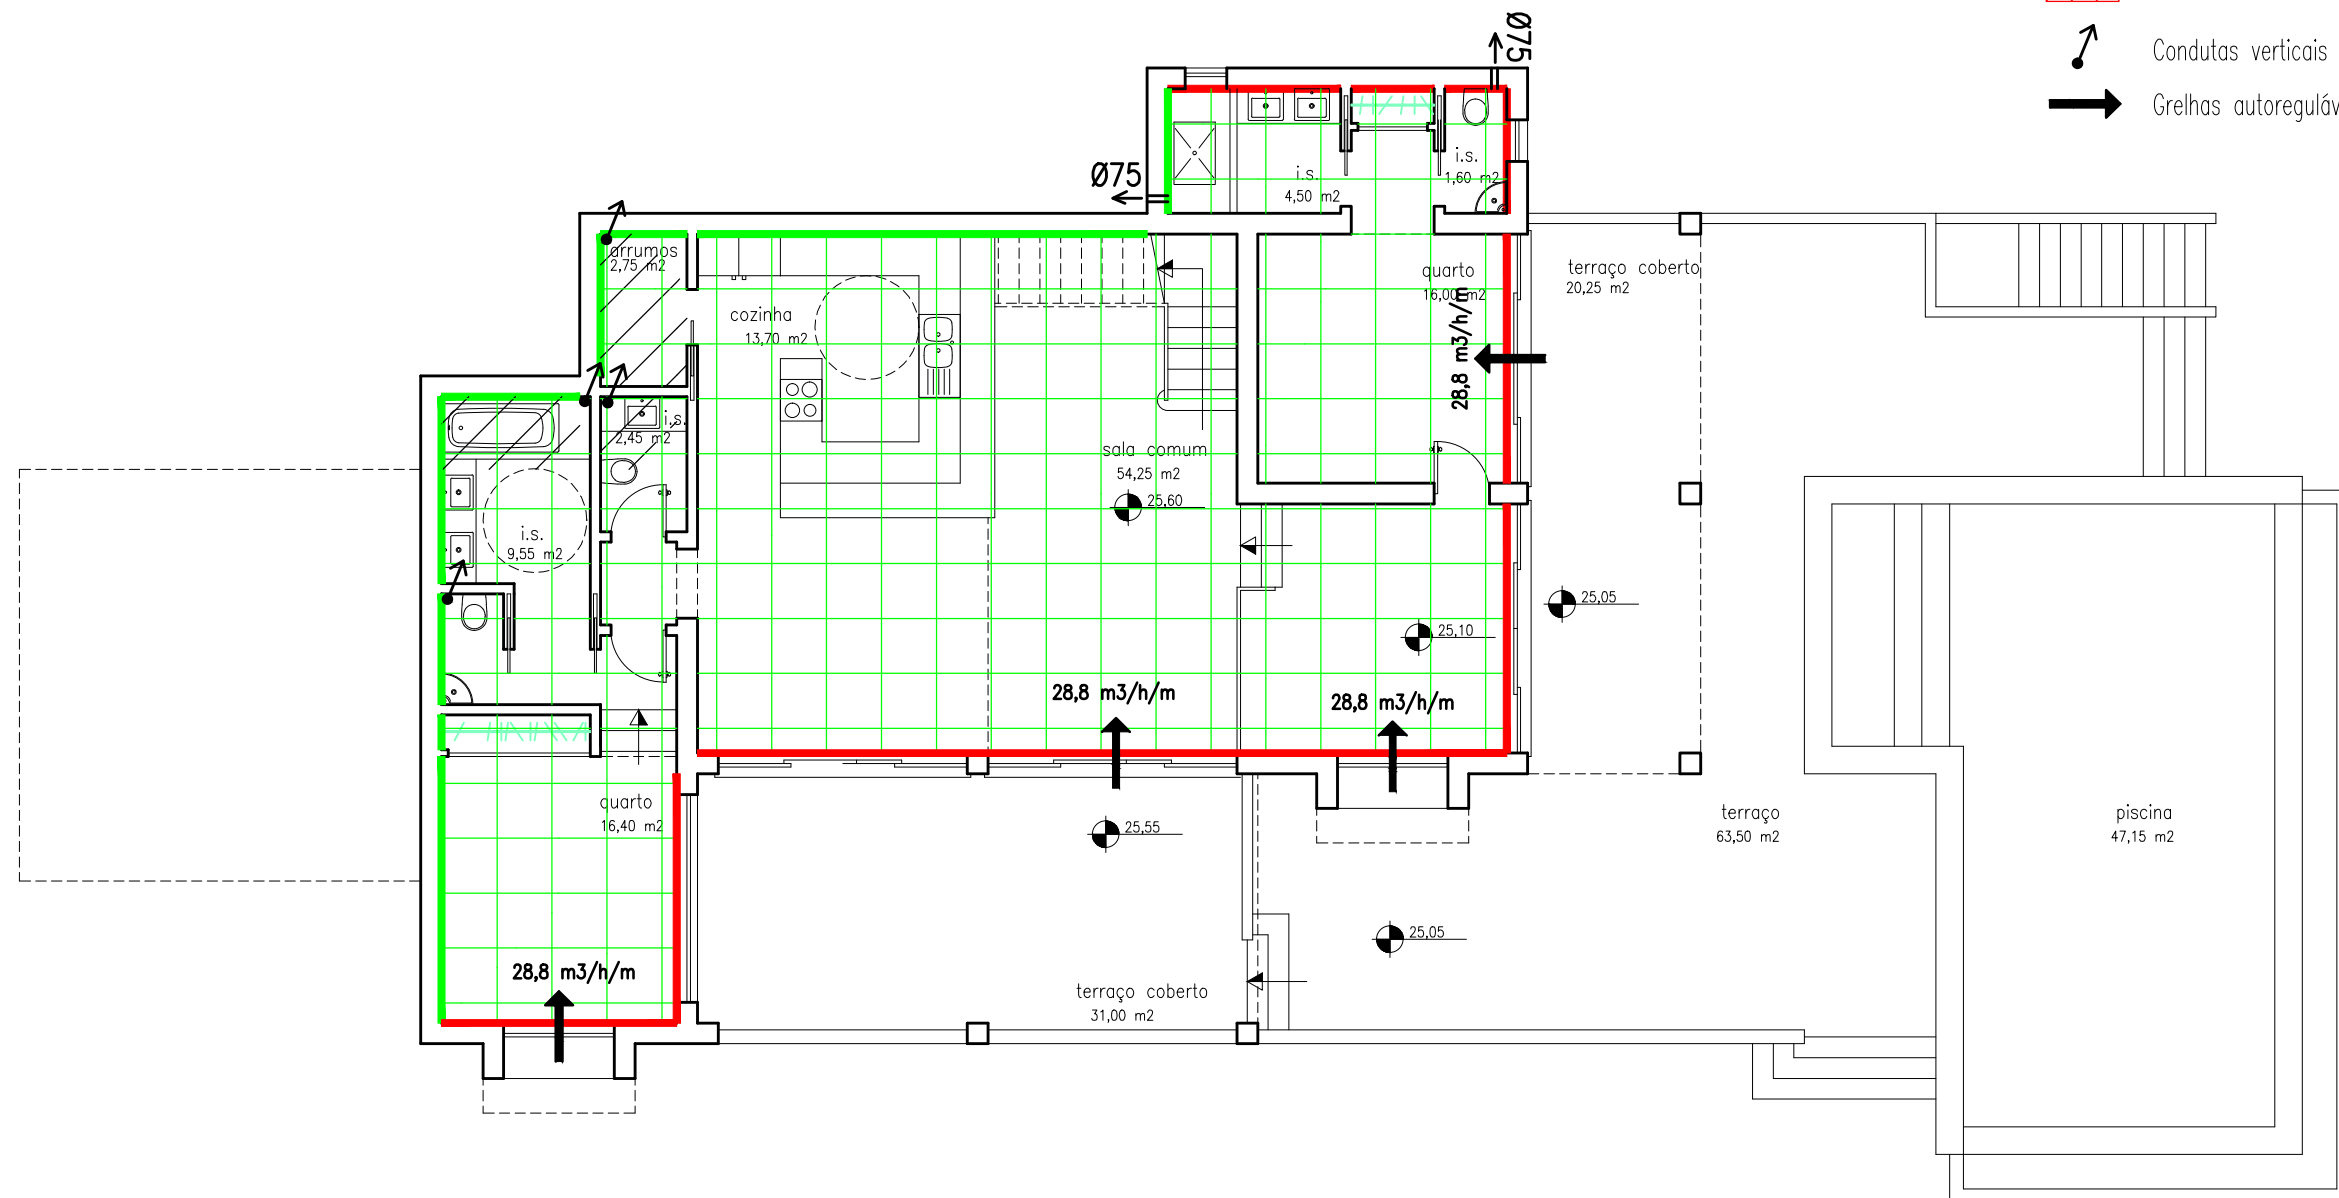 Ø75
Condutas verticais
Grelhas autoreguláv
Ø75
i.s.
1,60 m2
i.s.
4,50 m2
arrumos
2,75 m2
quarto
16,00 m2
terraço coberto
20,25 m2
28,8 m3/h/m
cozinha
13,70 m2
i.s.
2,45 m2
sala comum
54,25 m2
25,60
i.s.
9,55 m2
25,05
25,10
28,8 m3/h/m
28,8 m3/h/m
quarto
16,40 m2
25,55
terraço
63,50 m2
piscina
47,15 m2
25,05
28,8 m3/h/m
terraço coberto
31,00 m2